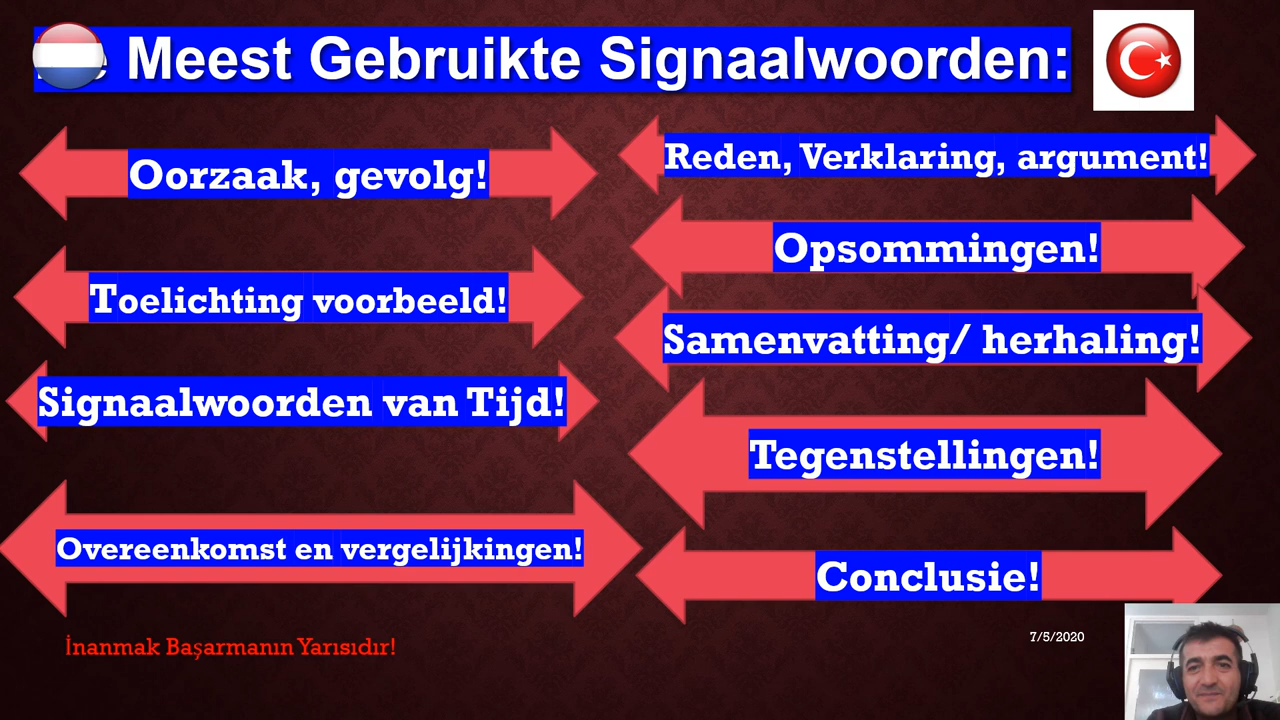 Meest Gebruikte Signaalwoorden:
Oorzaak, gevolg!
Toelichting voorbeeld!
Signaalwoorden van Tijd!
Overeenkomst en vergelijkingen!
Reden, Verklaring, argument!
Opsommingen!
Samenvatting/ herhaling!
Tegenstellingen!
Conclusie!
İnanmak Başarmanın Yarısıdır!
7/5/2020